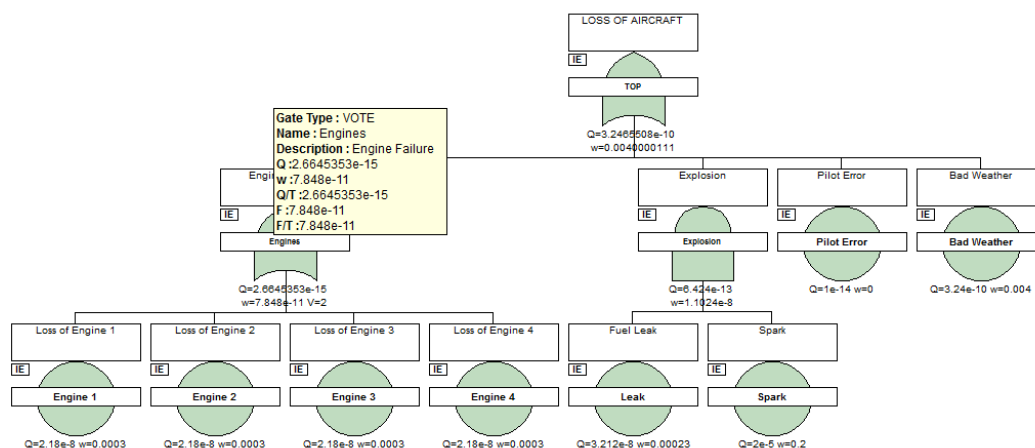 LOSS OF AIRCRAFT
IE
TOP
Q=3.2465508e-10
w=0.0040000111
Gate Type : VOTE
Name : Engines
Description : Engine Failure
Q :2.6645353e-15
w :7.848e-11
Q/T :2.6645353e-15
F :7.848e-11
F/T :7.848e-11
IE
Engines
Q=2.6645353e-15
w=7.848e-11 V=2
Explosion
IE
Explosion
Q=6.424e-13
w=1.1024e-8
Pilot Error
IE
Pilot Error
Q=1e-14 w=0
Bad Weather
IE
Bad Weather
Q=3.24e-10 w=0.004
Loss of Engine 1
IE
Engine 1
Q=2.18e-8 w=0.0003
Loss of Engine 2
IE
Engine 2
Q=2.18e-8 w=0.0003
Loss of Engine 3
IE
Engine 3
Q=2.18e-8 w=0.0003
Loss of Engine 4
IE
Engine 4
Q=2.18e-8 w=0.0003
Fuel Leak
IE
Leak
Q=3.212e-8 w=0.00023
Spark
IE
Spark
Q=2e-5 w=0.2